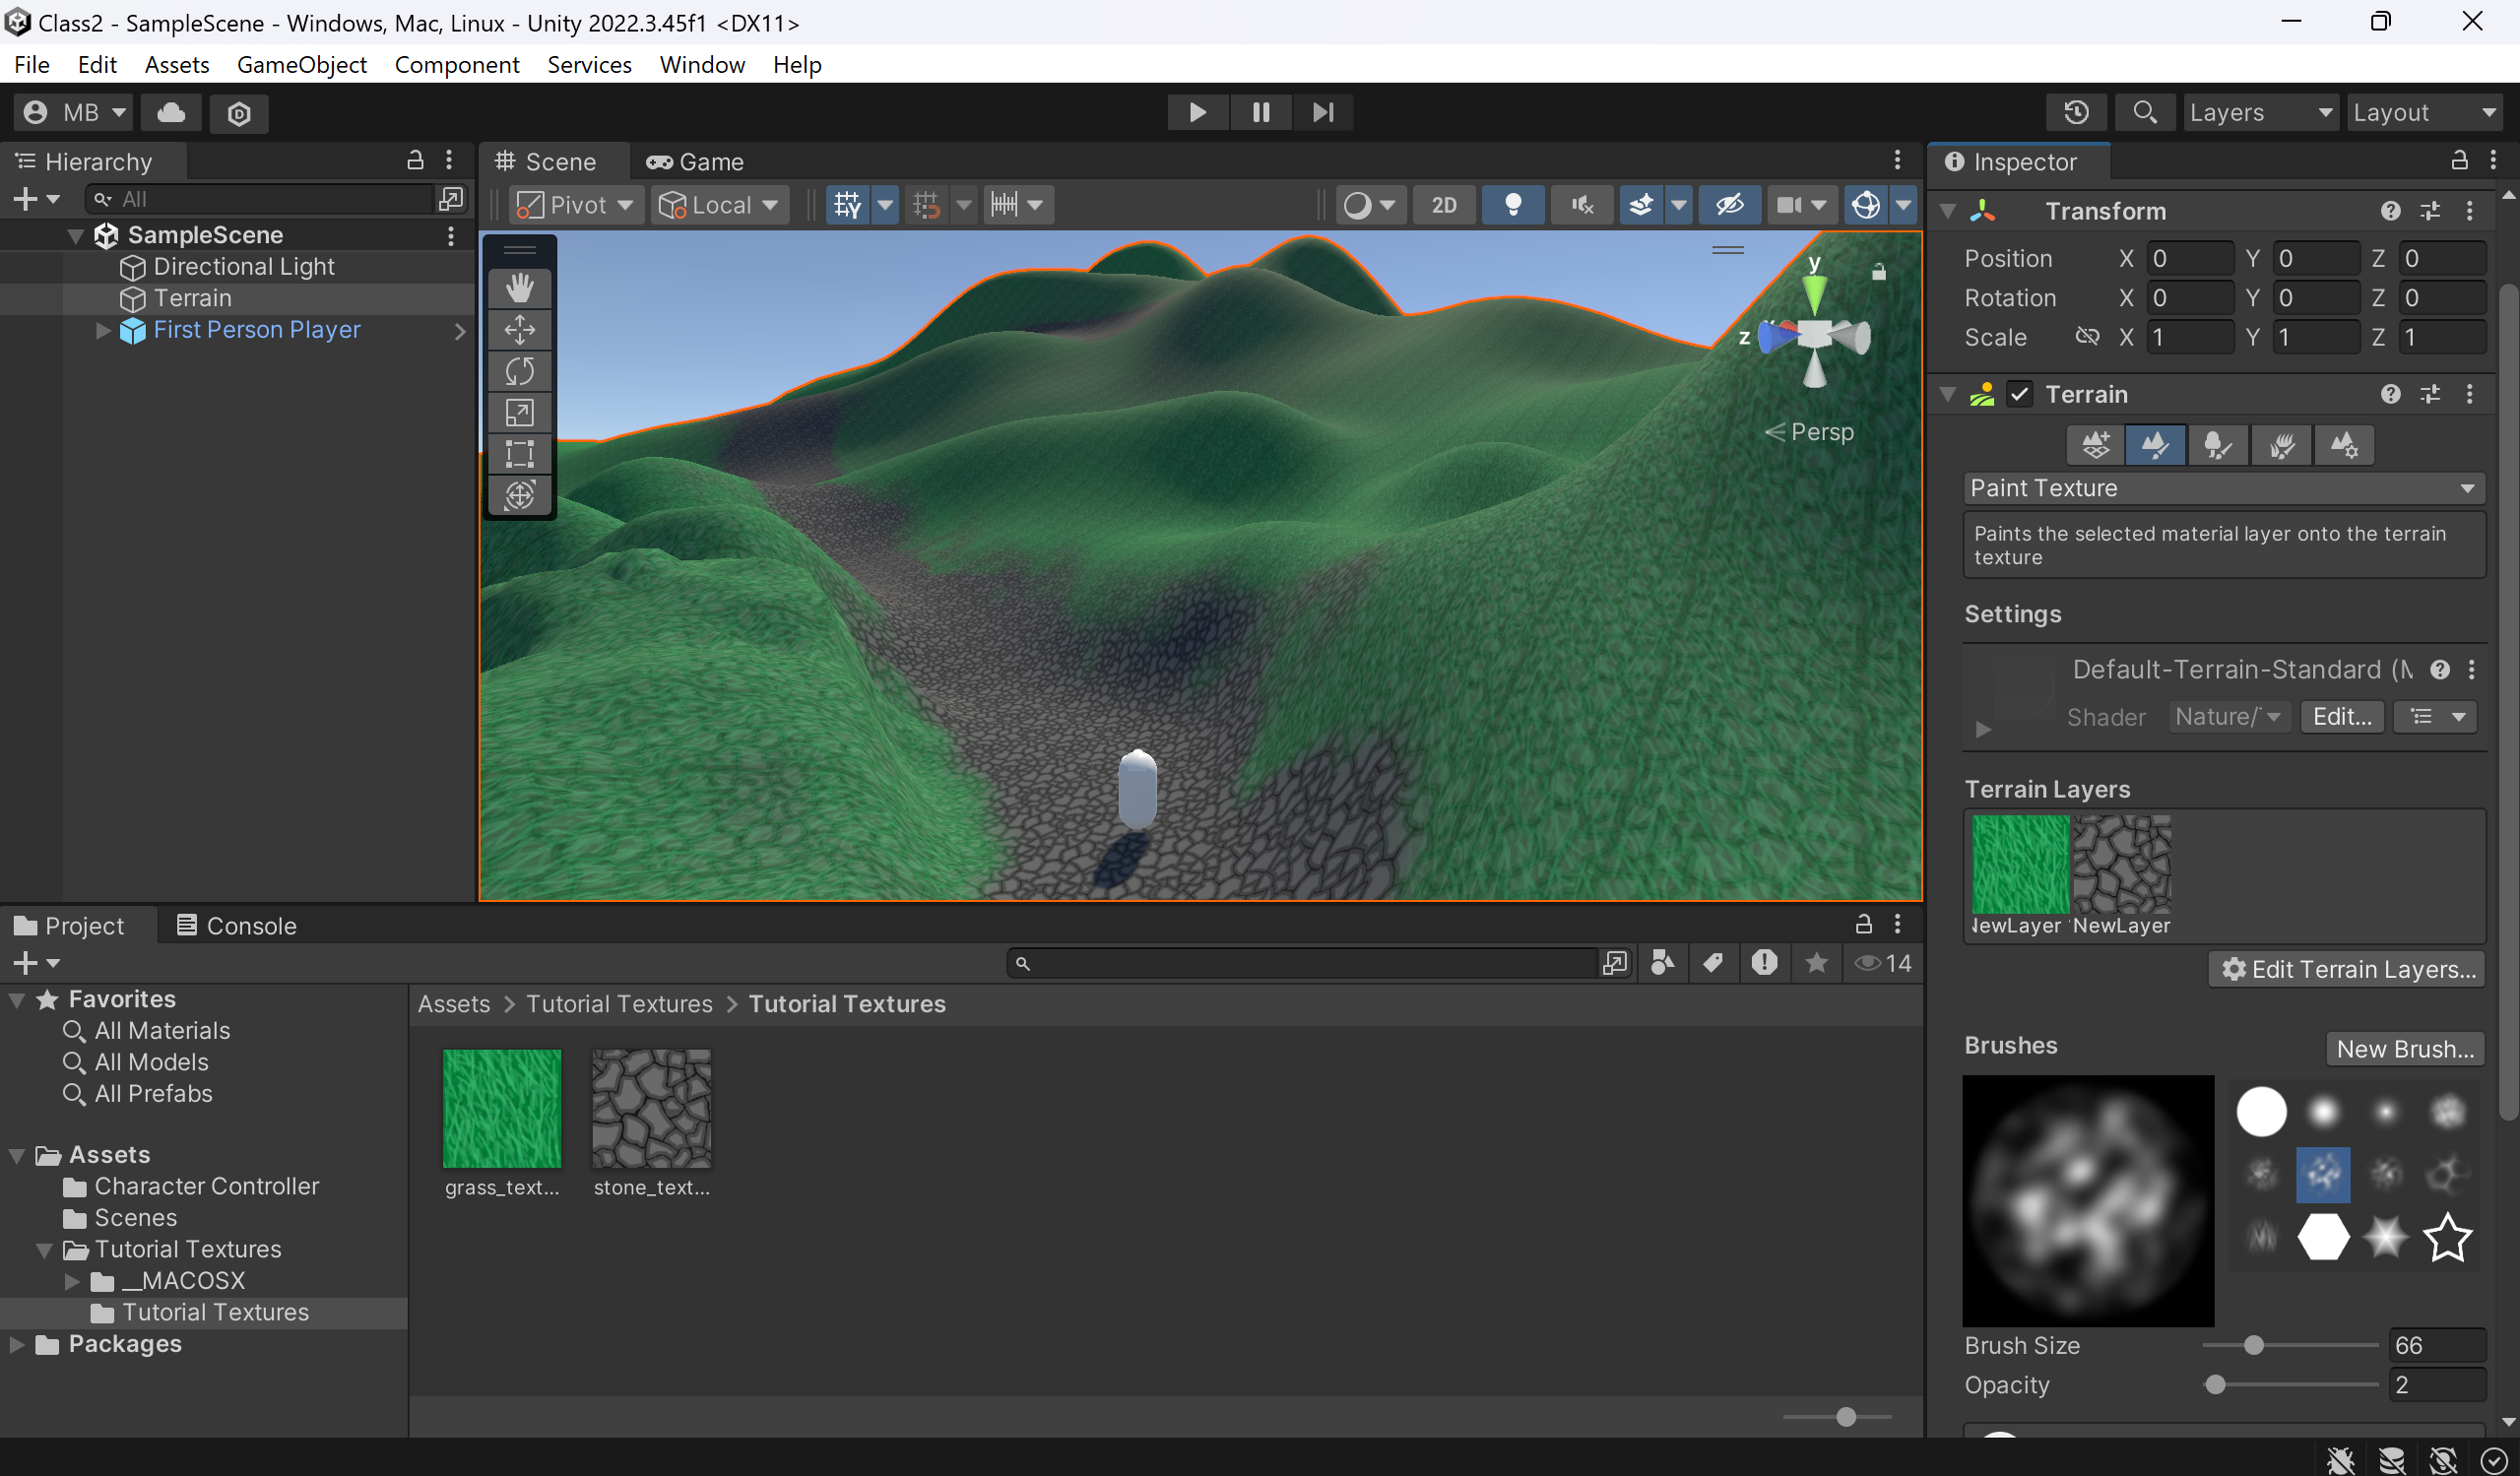 Class2 - SampleScene - Windows, Mac, Linux - Unity 2022.3.45f1 <DX11>
File Edit Assets GameObject Component Services Window Help
MB Layers Layout
Hierarchy
All
SampleScene
Directional Light
Terrain
First Person Player
Scene Game
Pivot Local 2D
y
z
Persp
Inspector
Transform
Position X 0 Y 0 Z 0
Rotation X 0 Y 0 Z 0
Scale X 1 Y 1 Z 1
Terrain
Paint Texture
Paints the selected material layer onto the terrain
texture
Settings
Default-Terrain-Standard (M
Shader Nature/ Edit...
Terrain Layers
NewLayer NewLayer
Edit Terrain Layers...
Brushes New Brush...
Brush Size 66
Opacity 2
Project Console
14
Favorites
All Materials
All Models
All Prefabs
Assets
Character Controller
Scenes
Tutorial Textures
__MACOSX
Tutorial Textures
Packages
Assets > Tutorial Textures > Tutorial Textures
grass_text... stone_text...